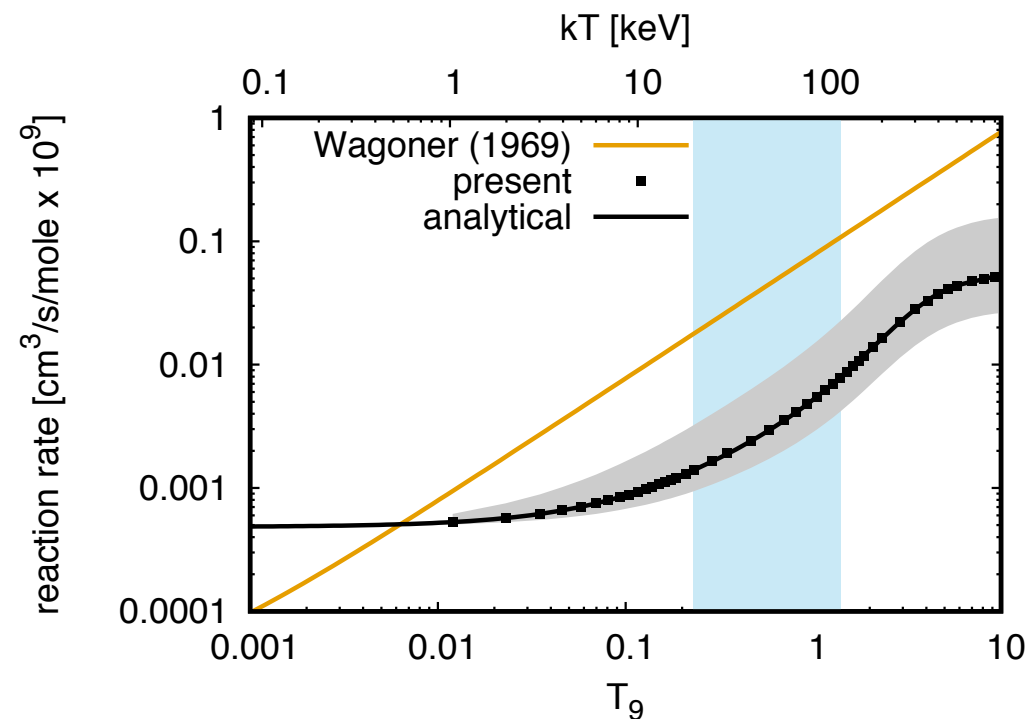 kT [keV]
0.1 1 10 100
reaction rate [cm³/s/mole x 10⁹]
1
0.1
0.01
0.001
0.0001
Wagoner (1969)
present
analytical
0.001 0.01 0.1 1 10
T₉